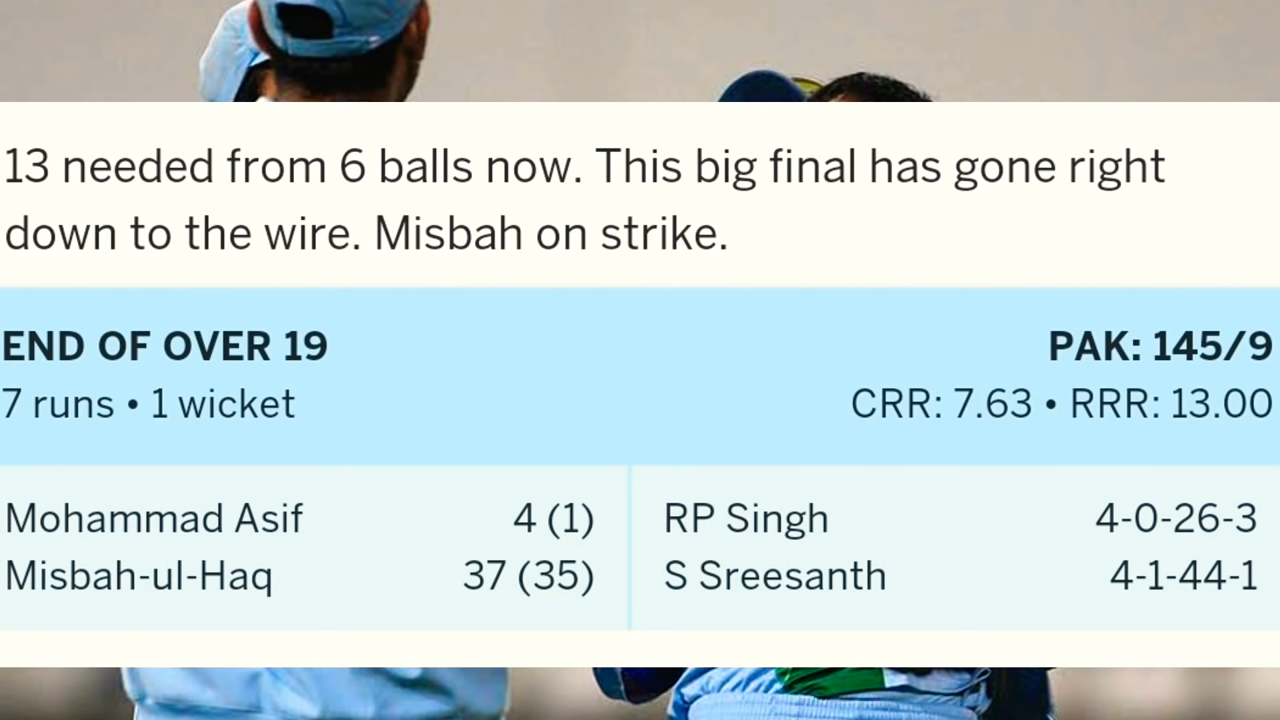 13 needed from 6 balls now. This big final has gone right
down to the wire. Misbah on strike.
END OF OVER 19 PAK: 145/9
7 runs • 1 wicket CRR: 7.63 • RRR: 13.00
Mohammad Asif 4 (1) RP Singh 4-0-26-3
Misbah-ul-Haq 37 (35) S Sreesanth 4-1-44-1